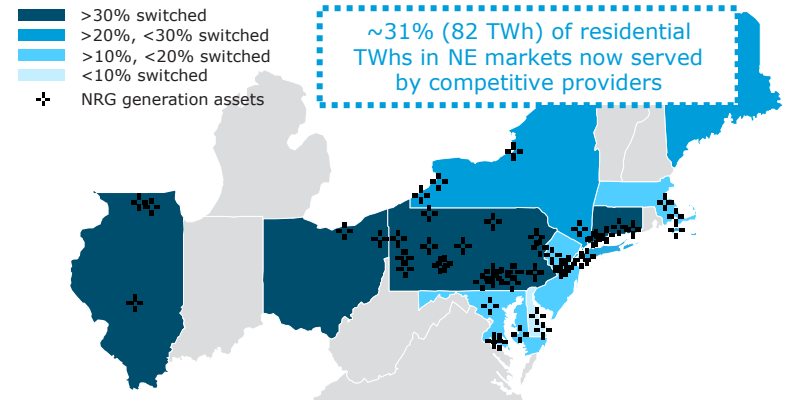 >30% switched
>20%, <30% switched
>10%, <20% switched
<10% switched
NRG generation assets
~31% (82 TWh) of residential
TWhs in NE markets now served
by competitive providers